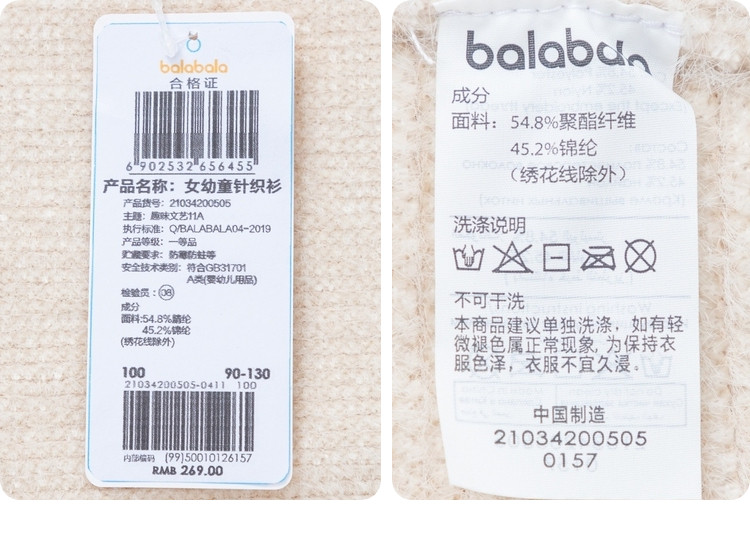 balabala
合格证
6 902532 656455
产品名称：女幼童针织衫
产品货号：21034200505
主题：趣味文艺11A
执行标准：Q/BALABALA04-2019
产品等级：一等品
贮藏要求：防霉防蛀等
安全技术类别：符合GB31701
A类(婴幼儿用品)
检验员：08
成分
面料:54.8%腈纶
45.2%锦纶
(绣花线除外)
100 90-130
21034200505-0411 100
内部编码 (99)50010126157
RMB 269.00
balabala
成分
面料：54.8%聚酯纤维
45.2%锦纶
（绣花线除外）
洗涤说明
不可干洗
本商品建议单独洗涤，如有轻
微褪色属正常现象, 为保持衣
服色泽，衣服不宜久浸。
中国制造
21034200505
0157